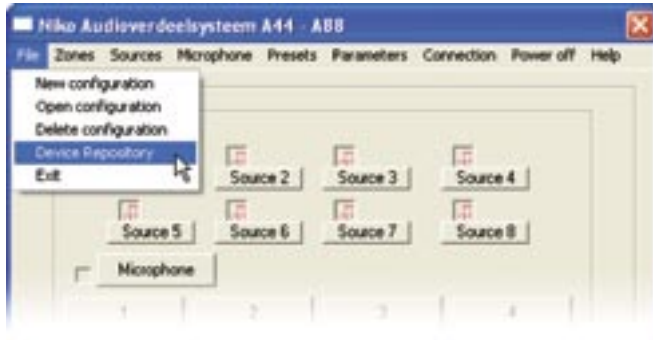 Niko Audioverdeelsysteem A44 - A88
File Zones Sources Microphone Presets Parameters Connection Power off Help
New configuration
Open configuration
Delete configuration
Device Repository
Exit
Source 2 Source 3 Source 4
Source 5 Source 6 Source 7 Source 8
Microphone
1 2 3 4